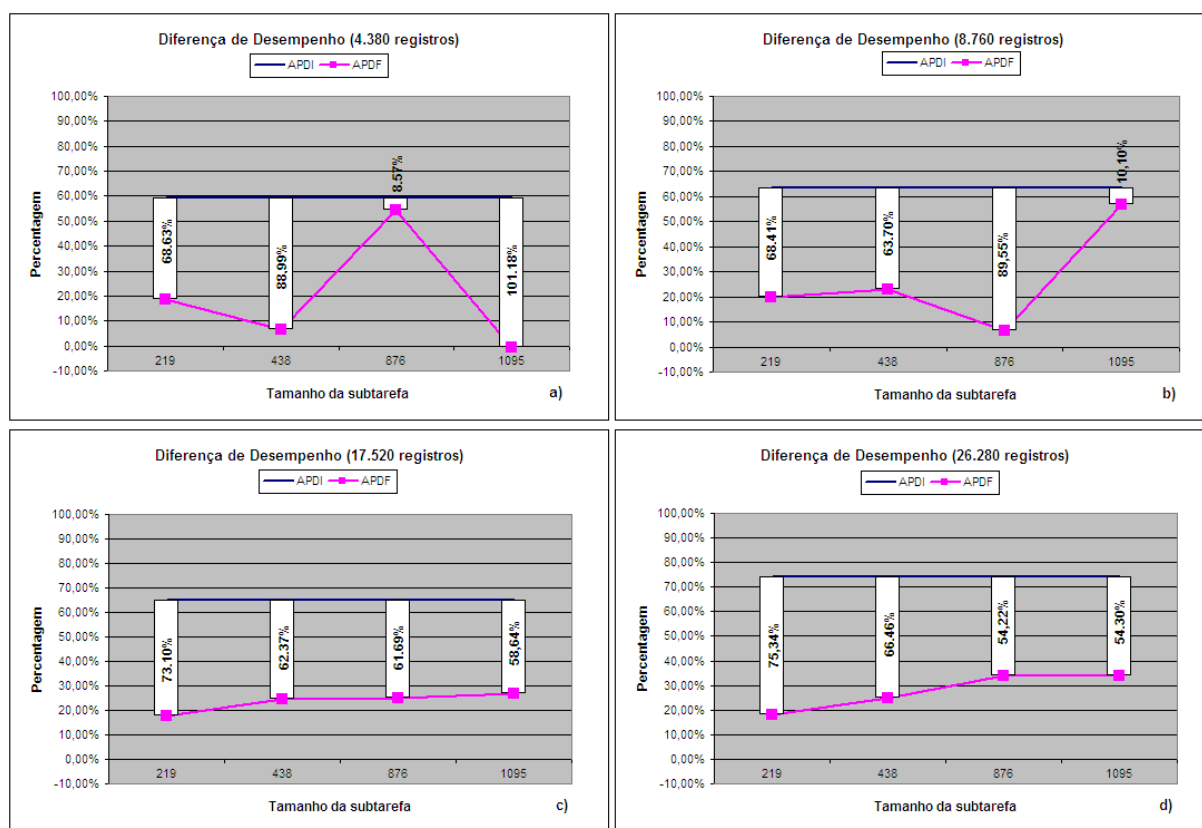 Diferença de Desempenho (4.380 registros)
APDI APDF
Percentagem
100,00%
90,00%
80,00%
70,00%
60,00%
50,00%
40,00%
30,00%
20,00%
10,00%
0,00%
-10,00%
68.63%
88,99%
8.57%
101.18%
219 438 876 1095
Tamanho da subtarefa
a)
Diferença de Desempenho (8.760 registros)
APDI APDF
Percentagem
100,00%
90,00%
80,00%
70,00%
60,00%
50,00%
40,00%
30,00%
20,00%
10,00%
0,00%
-10,00%
68.41%
63.70%
89,55%
10,10%
219 438 876 1095
Tamanho da subtarefa
b)
Diferença de Desempenho (17.520 registros)
APDI APDF
Percentagem
100,00%
90,00%
80,00%
70,00%
60,00%
50,00%
40,00%
30,00%
20,00%
10,00%
0,00%
-10,00%
73.10%
62.37%
61.69%
58,64%
219 438 876 1095
Tamanho da subtarefa
c)
Diferença de Desempenho (26.280 registros)
APDI APDF
Percentagem
100,00%
90,00%
80,00%
70,00%
60,00%
50,00%
40,00%
30,00%
20,00%
10,00%
0,00%
-10,00%
75,34%
66.46%
54,22%
54.30%
219 438 876 1095
Tamanho da subtarefa
d)